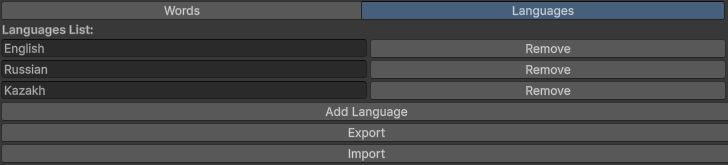 Words Languages
Languages List:
English Remove
Russian Remove
Kazakh Remove
Add Language
Export
Import